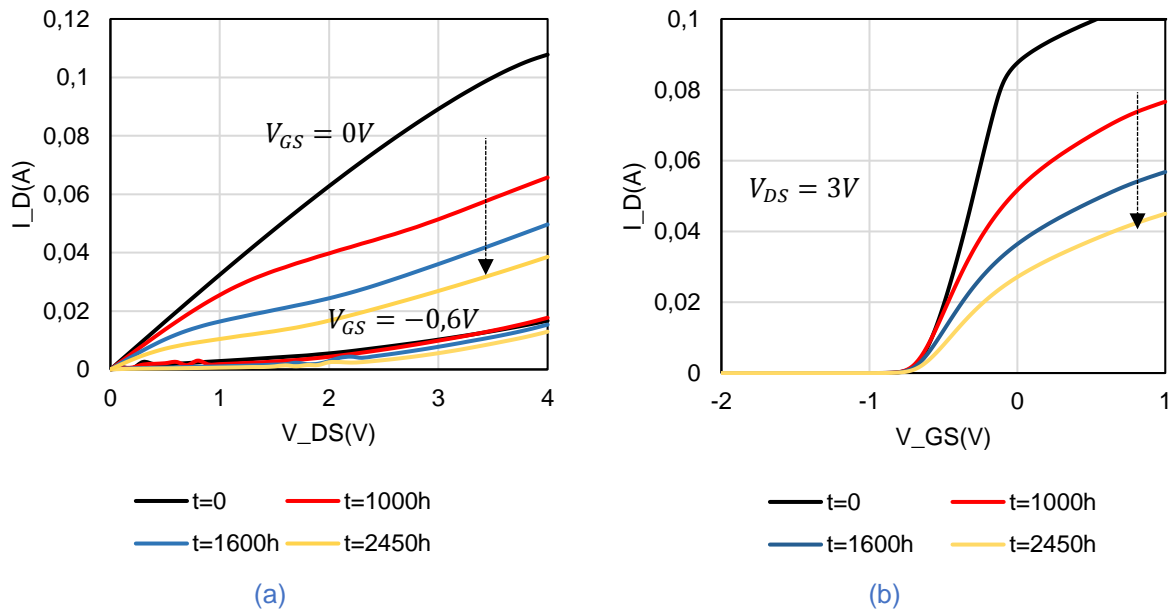 0,12
0,1
0,08
0,06
0,04
0,02
0
I_D(A)
V_GS = 0V
V_GS = −0,6V
0 1 2 3 4
V_DS(V)
t=0 t=1000h
t=1600h t=2450h
(a)
0,1
0,08
0,06
0,04
0,02
0
I_D(A)
V_DS = 3V
-2 -1 0 1
V_GS(V)
t=0 t=1000h
t=1600h t=2450h
(b)